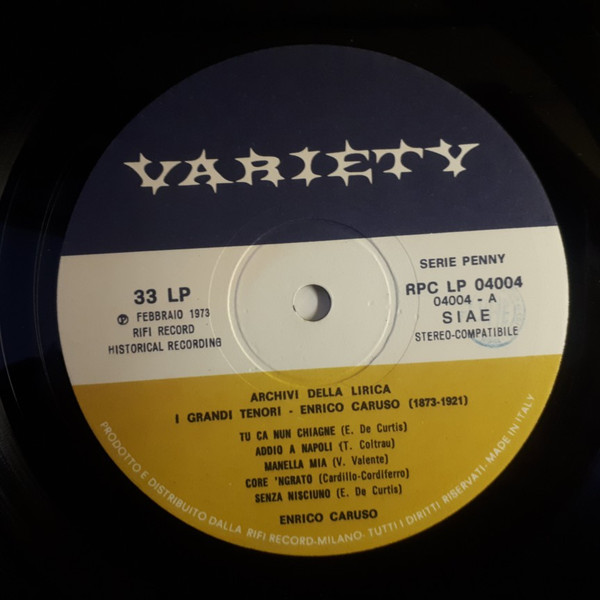 VARIETY
SERIE PENNY
33 LP
RPC LP 04004
04004 - A
℗ FEBBRAIO 1973
SIAE
RIFI RECORD
STEREO-COMPATIBILE
HISTORICAL RECORDING
ARCHIVI DELLA LIRICA
I GRANDI TENORI - ENRICO CARUSO (1873-1921)
TU CA NUN CHIAGNE (E. De Curtis)
ADDIO A NAPOLI (T. Coltrau)
MANELLA MIA (V. Valente)
CORE 'NGRATO (Cardillo-Cordiferro)
SENZA NISCIUNO (E. De Curtis)
ENRICO CARUSO
PRODOTTO E DISTRIBUITO DALLA RIFI RECORD-MILANO- TUTTI I DIRITTI RISERVATI- MADE IN ITALY